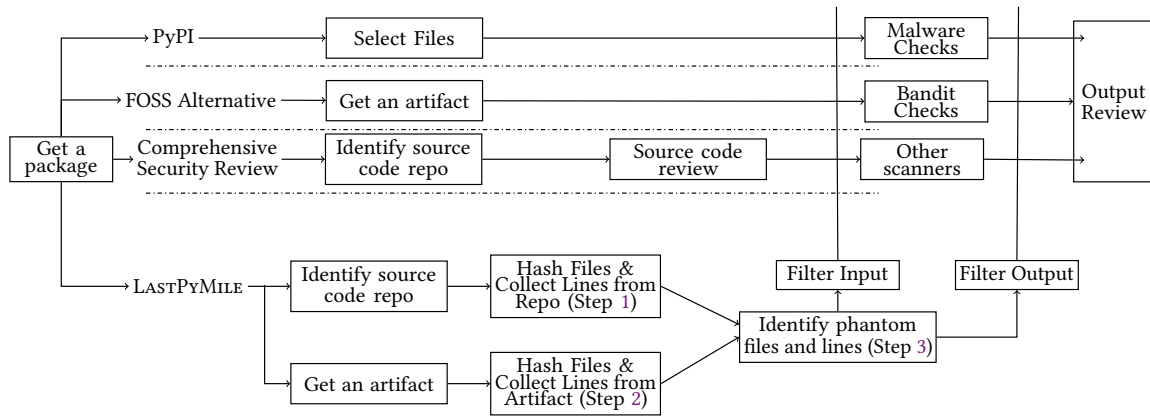 PyPI
Select Files
Malware
Checks
FOSS Alternative
Get an artifact
Bandit
Checks
Output
Review
Get a
package
Comprehensive
Security Review
Identify source
code repo
Source code
review
Other
scanners
LASTPYMILE
Identify source
code repo
Hash Files &
Collect Lines from
Repo (Step 1)
Filter Input
Filter Output
Identify phantom
files and lines (Step 3)
Get an artifact
Hash Files &
Collect Lines from
Artifact (Step 2)